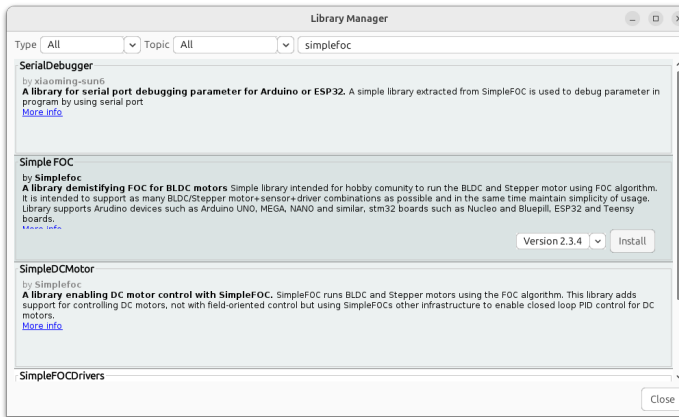 Library Manager
Type All Topic All simplefoc
SerialDebugger
by xiaoming-sun6
A library for serial port debugging parameter for Arduino or ESP32. A simple library extracted from SimpleFOC is used to debug parameter in
program by using serial port
More info
Simple FOC
by Simplefoc
A library demistifying FOC for BLDC motors Simple library intended for hobby comunity to run the BLDC and Stepper motor using FOC algorithm.
It is intended to support as many BLDC/Stepper motor+sensor+driver combinations as possible and in the same time maintain simplicity of usage.
Library supports Arudino devices such as Arduino UNO, MEGA, NANO and similar, stm32 boards such as Nucleo and Bluepill, ESP32 and Teensy
boards.
More info
Version 2.3.4 Install
SimpleDCMotor
by Simplefoc
A library enabling DC motor control with SimpleFOC. SimpleFOC runs BLDC and Stepper motors using the FOC algorithm. This library adds
support for controlling DC motors, not with field-oriented control but using SimpleFOCs other infrastructure to enable closed loop PID control for DC
motors.
More info
SimpleFOCDrivers
Close